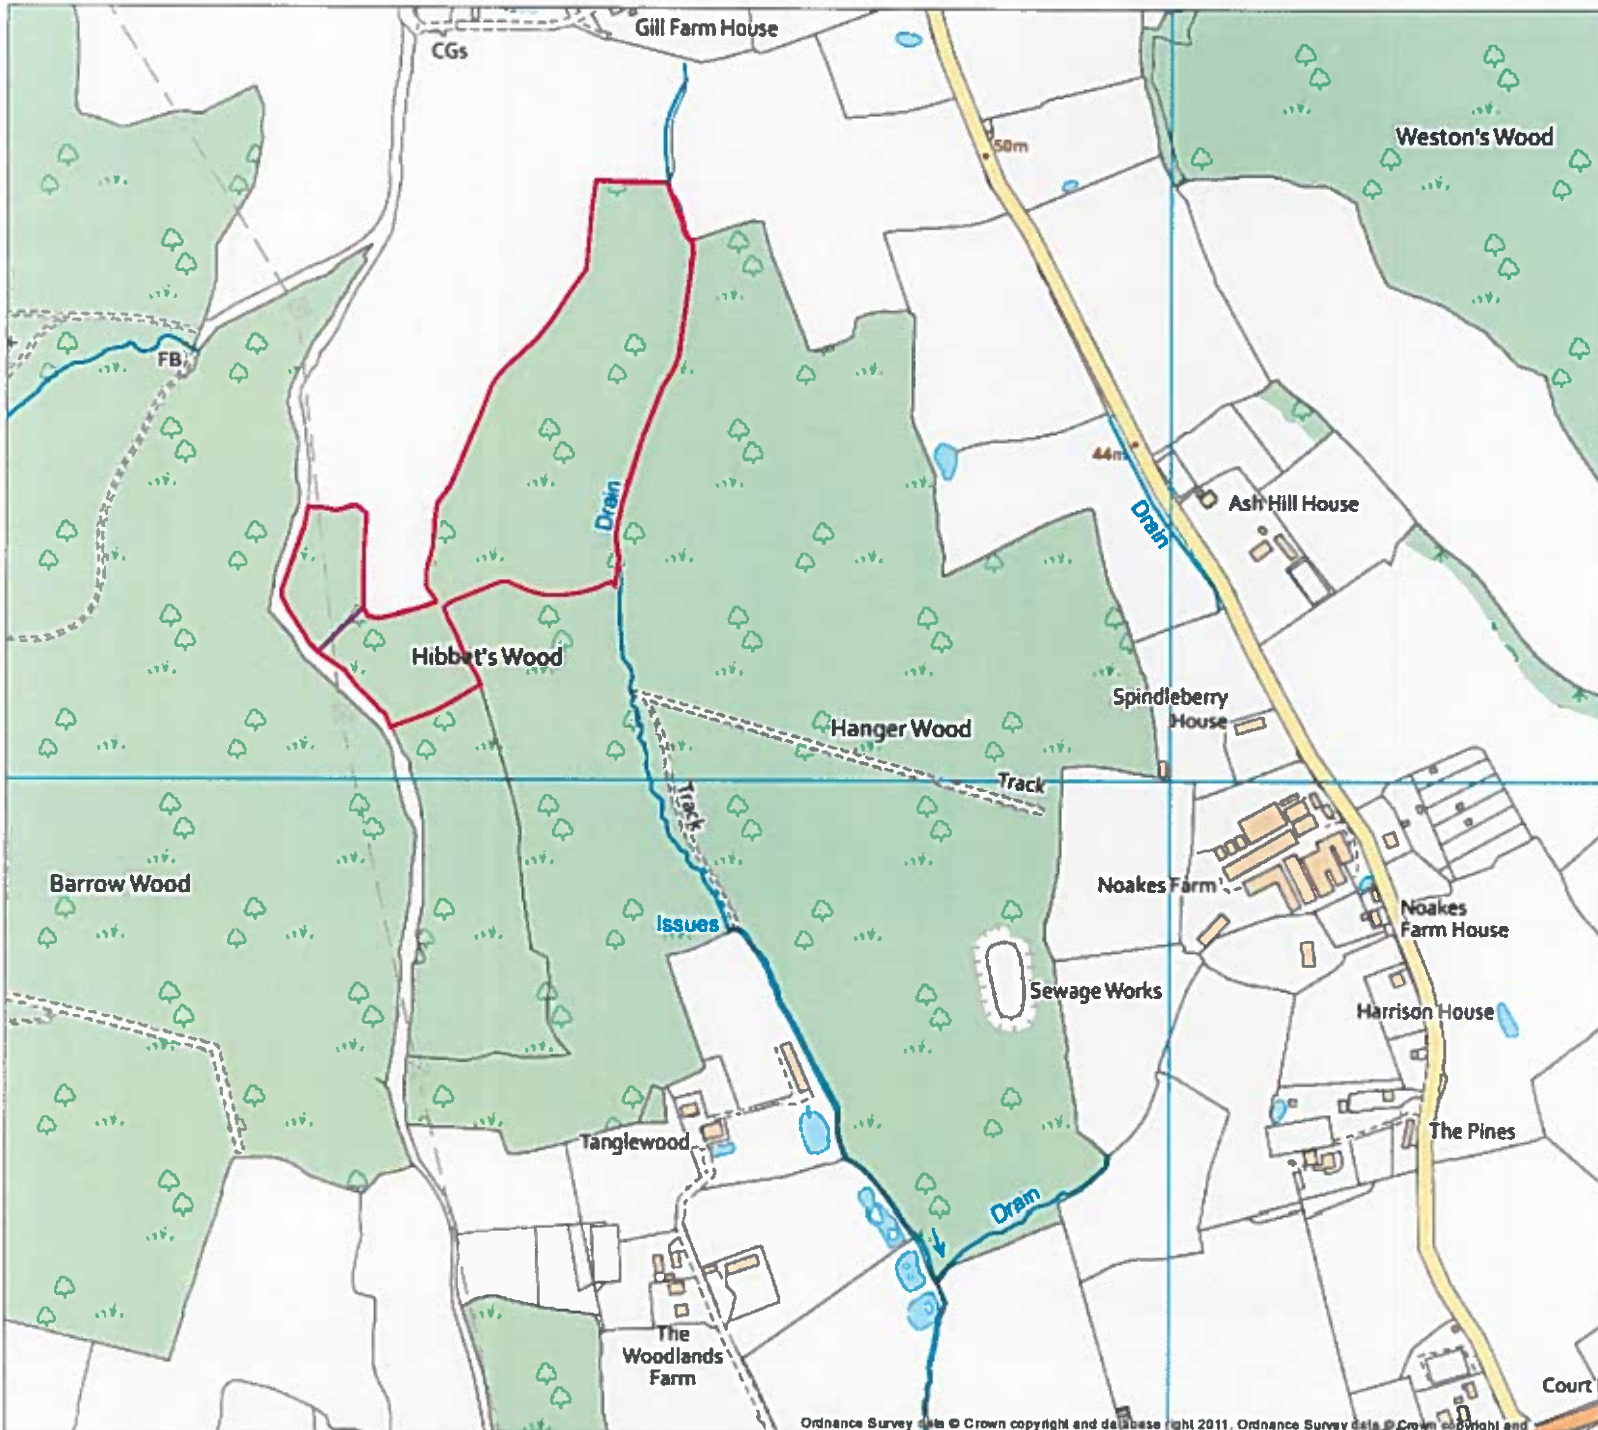 Gill Farm House
CGs
Weston's Wood
50m
FB
44m
Drain
Ash Hill House
Drain
Hibbet's Wood
Spindleberry
House
Hanger Wood
Track
Track
Barrow Wood
Noakes Farm
Noakes
Farm House
Issues
Sewage Works
Harrison House
Tanglewood
The Pines
Drain
The
Woodlands
Farm
Court
Ordnance Survey data © Crown copyright and database right 2011. Ordnance Survey data © Crown copyright and